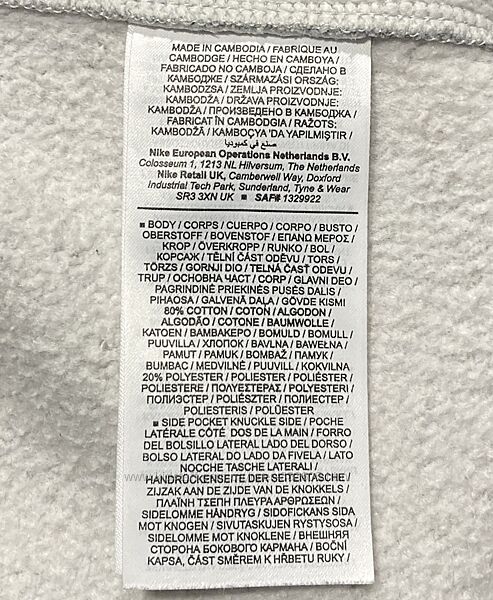 MADE IN CAMBODIA / FABRIQUE AU
CAMBODGE / HECHO EN CAMBOYA /
FABRICADO NO CAMBOJA / СДЕЛАНО В
КАМБОДЖЕ / SZÁRMAZÁSI ORSZÁG:
KAMBODZSA / ZEMLJA PROIZVODNJE:
KAMBODŽA / DRŽAVA PROIZVODNJE:
KAMBODŽA / ПРОИЗВЕДЕНО В КАМБОДЖА /
FABRICAT ÎN CAMBODGIA / RAŽOTS;
KAMBODŽĀ / KAMBOÇYA 'DA YAPILMIŞTIR /
صنع في كمبوديا
Nike European Operations Netherlands B.V.
Colosseum 1, 1213 NL Hilversum, The Netherlands
Nike Retail UK, Camberwell Way, Doxford
Industrial Tech Park, Sunderland, Tyne & Wear
SR3 3XN UK ■ SAF# 1329922
■ BODY / CORPS / CUERPO / CORPO / BUSTO /
OBERSTOFF / BOVENSTOF / ΕΠΑΝΩ ΜΕΡΟΣ /
KROP / ÖVERKROPP / RUNKO / BOL /
КОРСАЖ / TĚLNÍ ČÁST ODĚVU / TORS /
TÖRZS / GORNJI DIO / TELNÁ ČASŤ ODEVU /
TRUP / ОСНОВНА ЧАСТ / CORP / GLAVNI DEO /
PAGRINDINĖ PRIEKINĖS PUSĖS DALIS /
PIHAOSA / GALVENĀ DAĻA / GÖVDE KISMI
80% COTTON / COTON / ALGODON /
ALGODÃO / COTONE / BAUMWOLLE /
KATOEN / ΒΑΜΒΑΚΕΡΟ / BOMULD / BOMULL /
PUUVILLA / ХЛОПОК / BAVLNA / BAWEŁNA /
PAMUT / PAMUK / BOMBAŽ / ПАМУК /
BUMBAC / MEDVILNĖ / PUUVILL / KOKVILNA
20% POLYESTER / POLIESTER / POLIÉSTER /
POLIESTERE / ΠΟΛΥΕΣΤΕΡΑΣ / POLYESTERI /
ПОЛИЭСТЕР / POLIÉSZTER / ПОЛИЕСТЕР /
POLIESTERIS / POLÜESTER
■ SIDE POCKET KNUCKLE SIDE / POCHE
LATÉRALE CÔTÉ DOS DE LA MAIN / FORRO
DEL BOLSILLO LATERAL LADO DEL DORSO /
BOLSO LATERAL DO LADO DA FIVELA / LATO
NOCCHE TASCHE LATERALI /
HANDRÜCKENSEITE DER SEITENTASCHE /
ZIJZAK AAN DE ZIJDE VAN DE KNOKKELS /
ΠΛΑΪΝΗ ΤΣΕΠΗ ΠΛΕΥΡΑ ΑΡΘΡΩΣΕΩΝ /
SIDELOMME HÅNDRYG / SIDOFICKANS SIDA
MOT KNOGEN / SIVUTASKUJEN RYSTYSOSA /
SIDELOMME MOT KNOKLENE / ВНЕШНЯЯ
СТОРОНА БОКОВОГО КАРМАНА / BOČNÍ
KAPSA, ČÁST SMĚREM K HŘBETU RUKY /